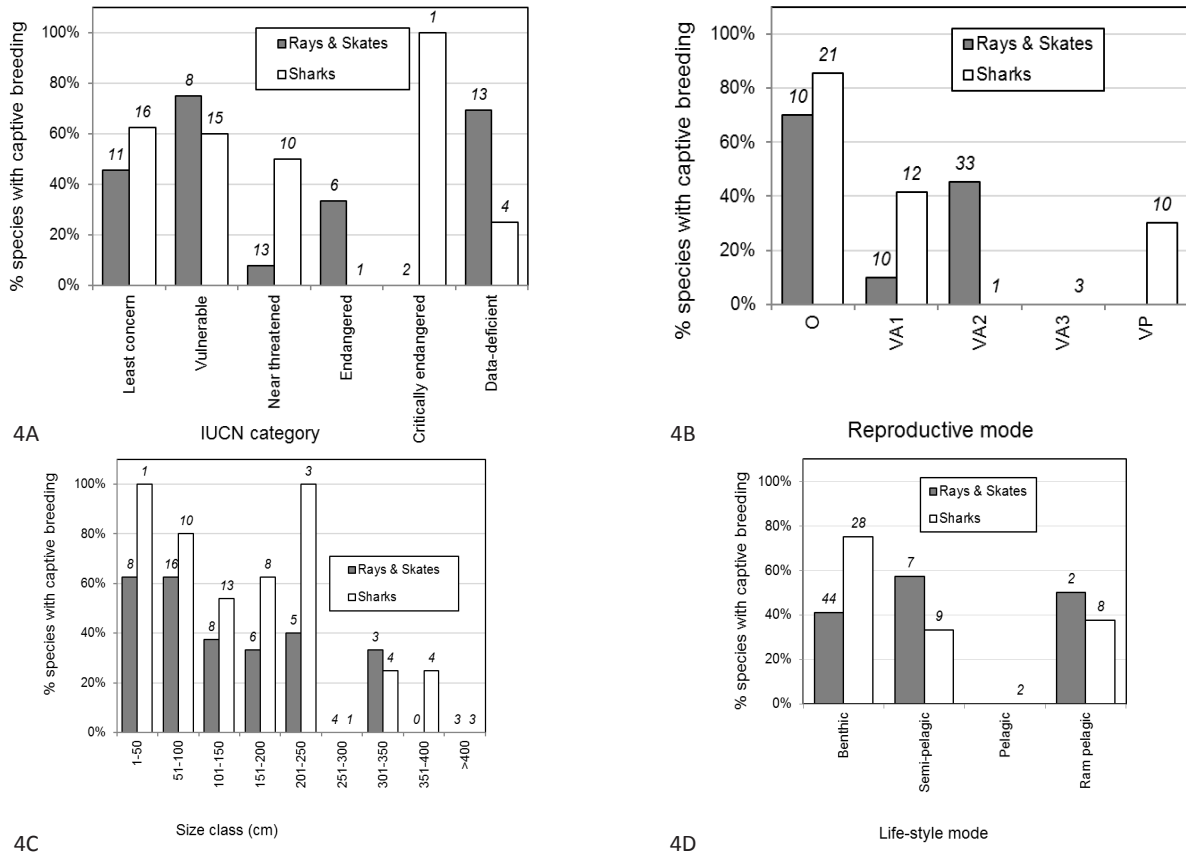 % species with captive breeding
100%
80%
60%
40%
20%
0%
Rays & Skates
Sharks
11
16
8
15
13
10
6
1
2
1
13
4
Least concern
Vulnerable
Near threatened
Endangered
Critically endangered
Data-deficient
4A
IUCN category
% species with captive breeding
100%
80%
60%
40%
20%
0%
Rays & Skates
Sharks
10
21
10
12
33
1
3
10
O
VA1
VA2
VA3
VP
4B
Reproductive mode
% species with captive breeding
100%
80%
60%
40%
20%
0%
Rays & Skates
Sharks
8
1
16
10
8
13
6
8
5
3
4
1
3
4
0
4
3
3
1-50
51-100
101-150
151-200
201-250
251-300
301-350
351-400
>400
4C
Size class (cm)
% species with captive breeding
100%
80%
60%
40%
20%
0%
Rays & Skates
Sharks
44
28
7
9
2
2
8
Benthic
Semi-pelagic
Pelagic
Ram pelagic
4D
Life-style mode